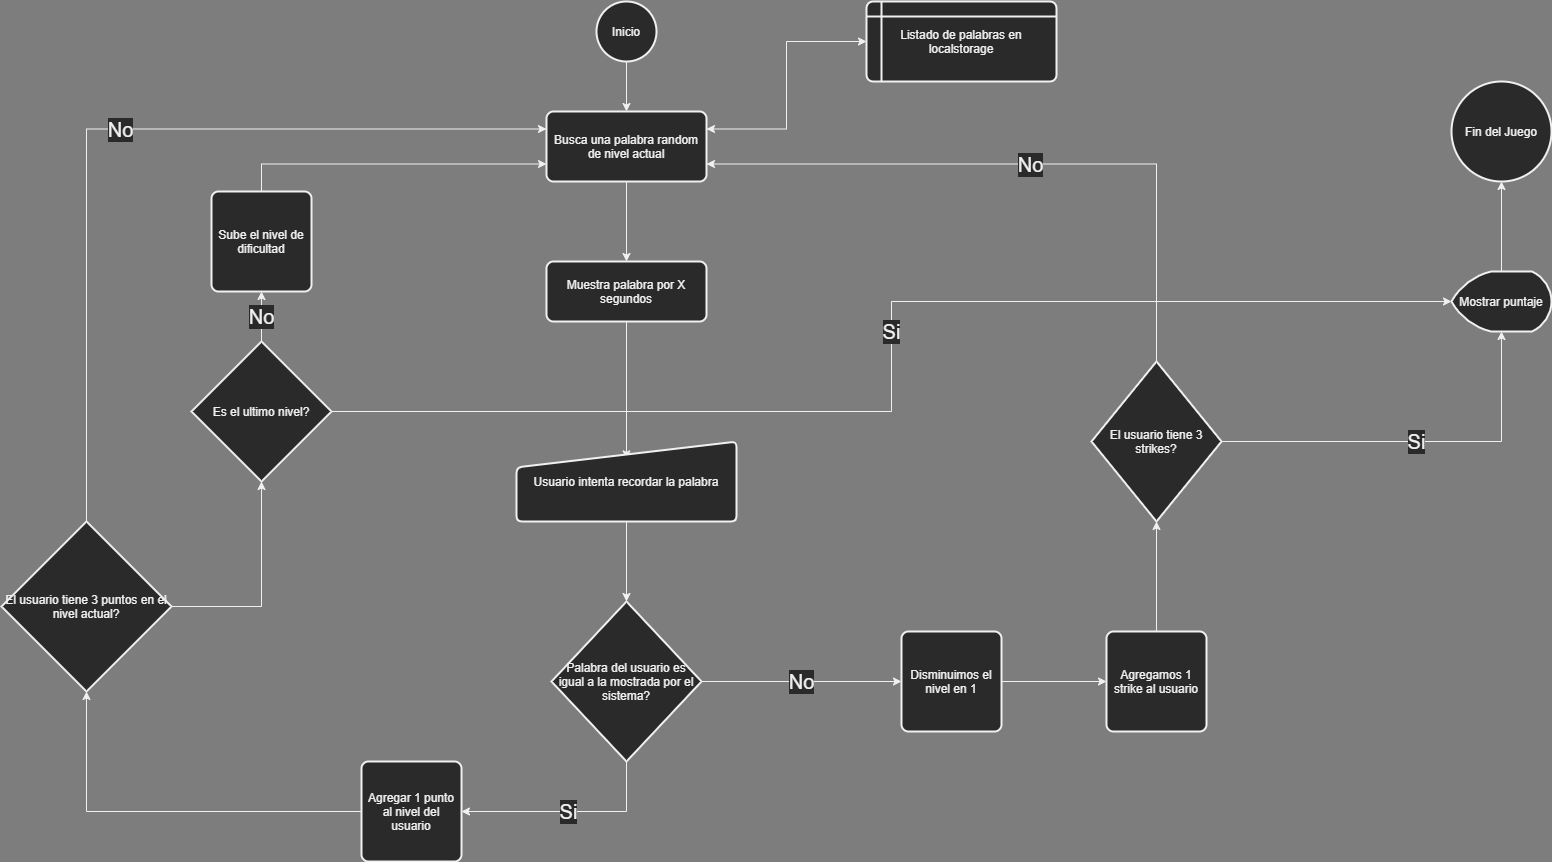 Inicio
Listado de palabras en
localstorage
Fin del Juego
No
Busca una palabra random
de nivel actual
No
Sube el nivel de
dificultad
Muestra palabra por X
segundos
No
Si
Mostrar puntaje
Es el ultimo nivel?
El usuario tiene 3
strikes?
Si
Usuario intenta recordar la palabra
El usuario tiene 3 puntos en el
nivel actual?
Palabra del usuario es
igual a la mostrada por el
sistema?
No
Disminuimos el
nivel en 1
Agregamos 1
strike al usuario
Agregar 1 punto
al nivel del
usuario
Si